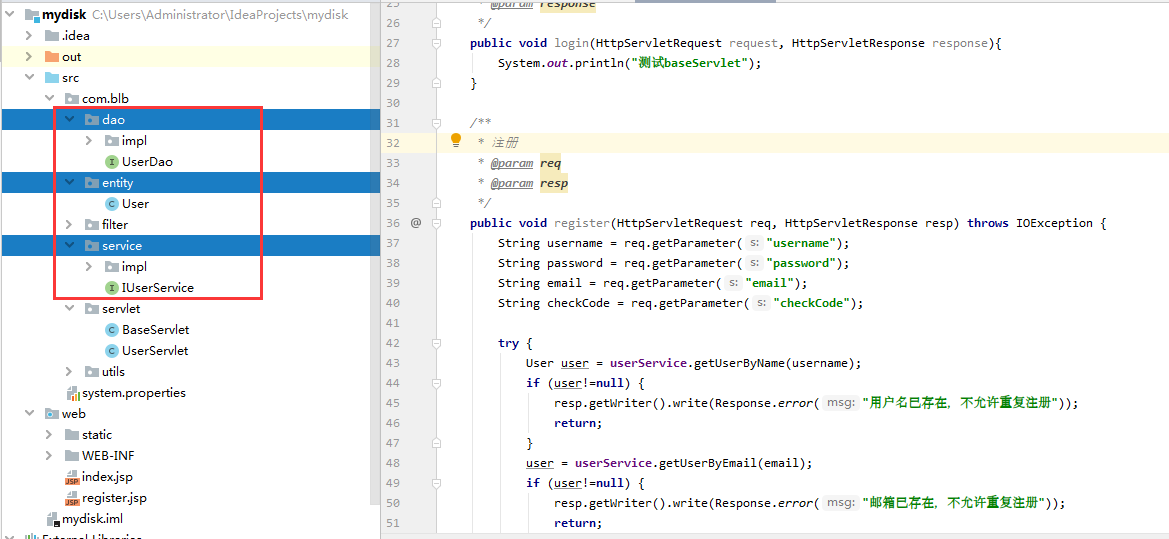 mydisk C:\Users\Administrator\IdeaProjects\mydisk
.idea
out
src
com.blb
dao
impl
UserDao
entity
User
filter
service
impl
IUserService
servlet
BaseServlet
UserServlet
utils
system.properties
web
static
WEB-INF
index.jsp
register.jsp
mydisk.iml
External Libraries
25 * @param response
26 */
27 public void login(HttpServletRequest request, HttpServletResponse response){
28 System.out.println("测试baseServlet");
29 }
30
31 /**
32 * 注册
33 * @param req
34 * @param resp
35 */
36 @ public void register(HttpServletRequest req, HttpServletResponse resp) throws IOException {
37 String username = req.getParameter( s: "username");
38 String password = req.getParameter( s: "password");
39 String email = req.getParameter( s: "email");
40 String checkCode = req.getParameter( s: "checkCode");
41
42 try {
43 User user = userService.getUserByName(username);
44 if (user!=null) {
45 resp.getWriter().write(Response.error( msg: "用户名已存在，不允许重复注册"));
46 return;
47 }
48 user = userService.getUserByEmail(email);
49 if (user!=null) {
50 resp.getWriter().write(Response.error( msg: "邮箱已存在，不允许重复注册"));
51 return;